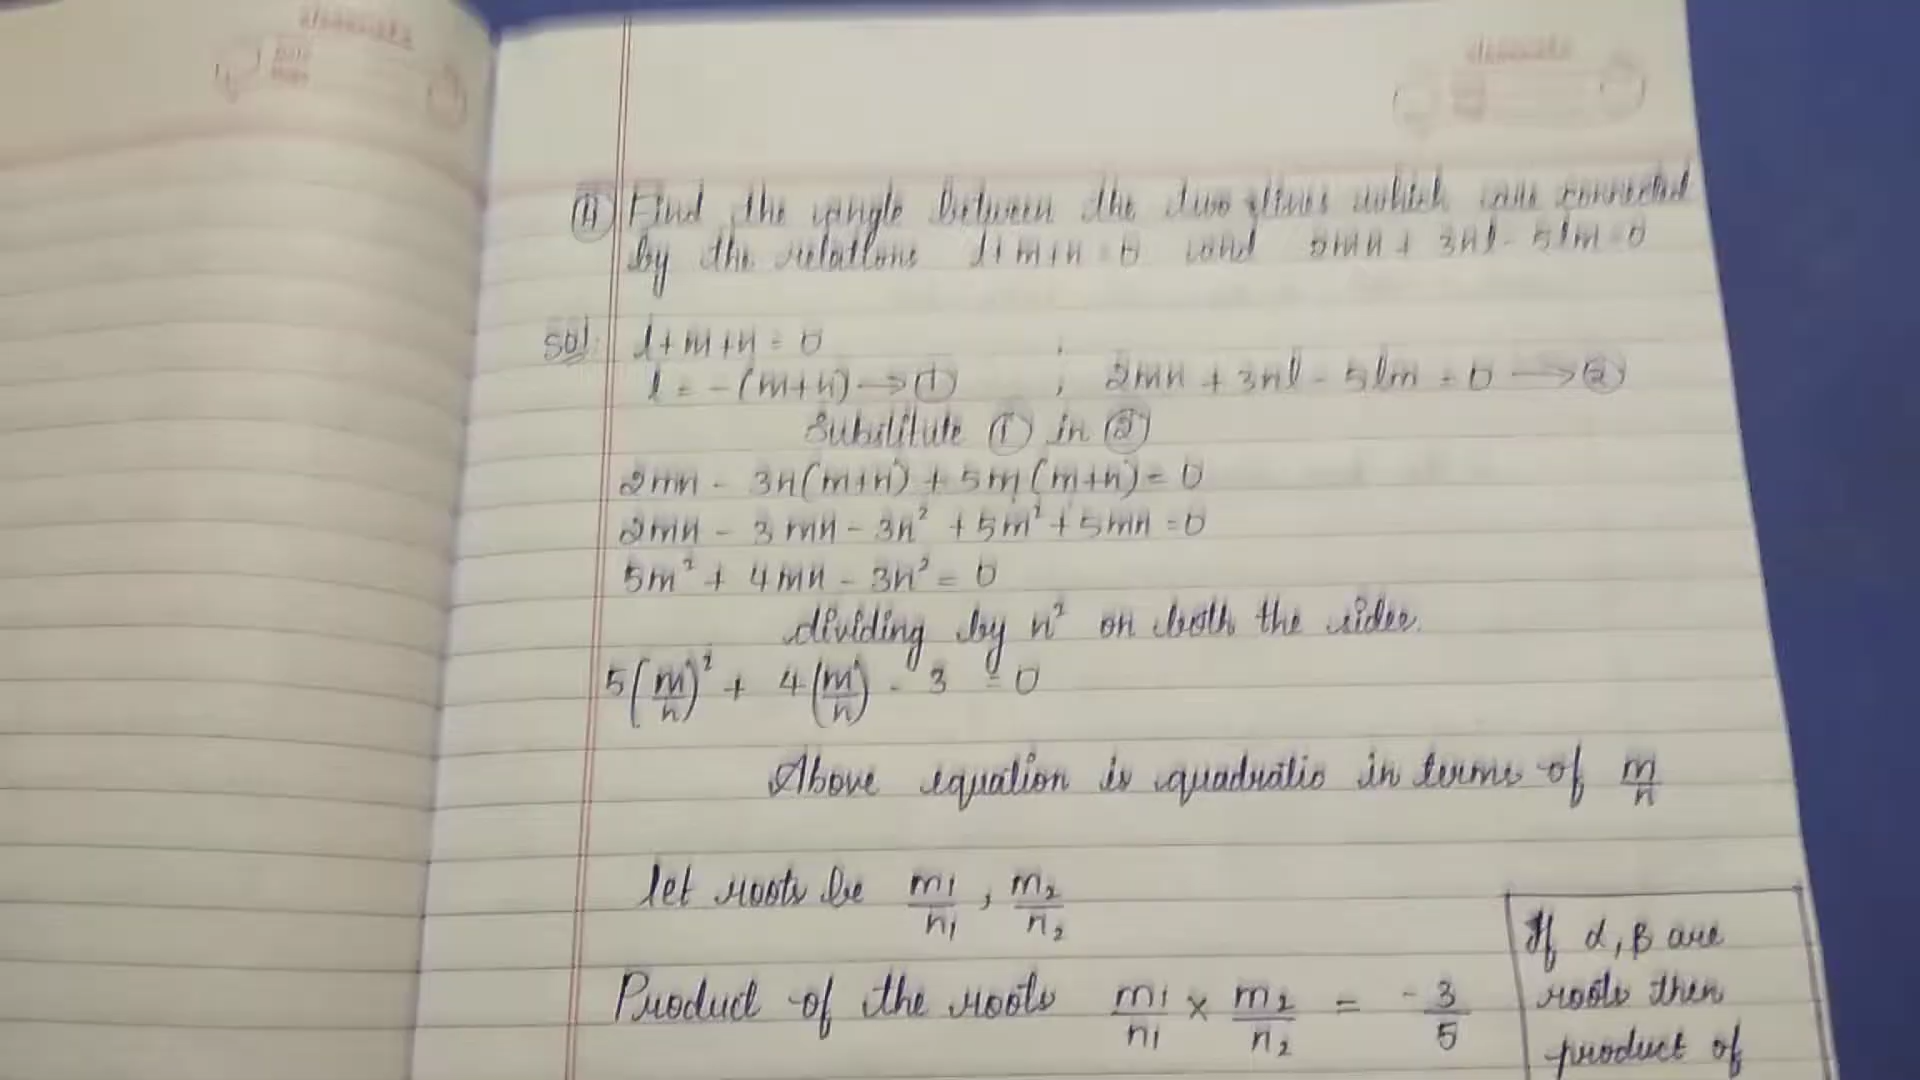 11 Find the angle between the two lines which are connected
by the relations l+m+n=0 and 2mn + 3nl - 5lm=0
Sol: l+m+n=0 ;
l = -(m+n) → ① ; 2mn + 3nl - 5lm = 0 → ②
Substitute ① in ②
2mn - 3n(m+n) + 5m(m+n) = 0
2mn - 3mn - 3n² + 5m² + 5mn = 0
5m² + 4mn - 3n² = 0
dividing by n² on both the sides.
5(m/n)² + 4(m/n) - 3 = 0
Above equation is quadratic in terms of m/n
let roots be m₁/n₁ , m₂/n₂
Product of the roots m₁/n₁ × m₂/n₂ = -3/5
If α, β are
roots then
product of